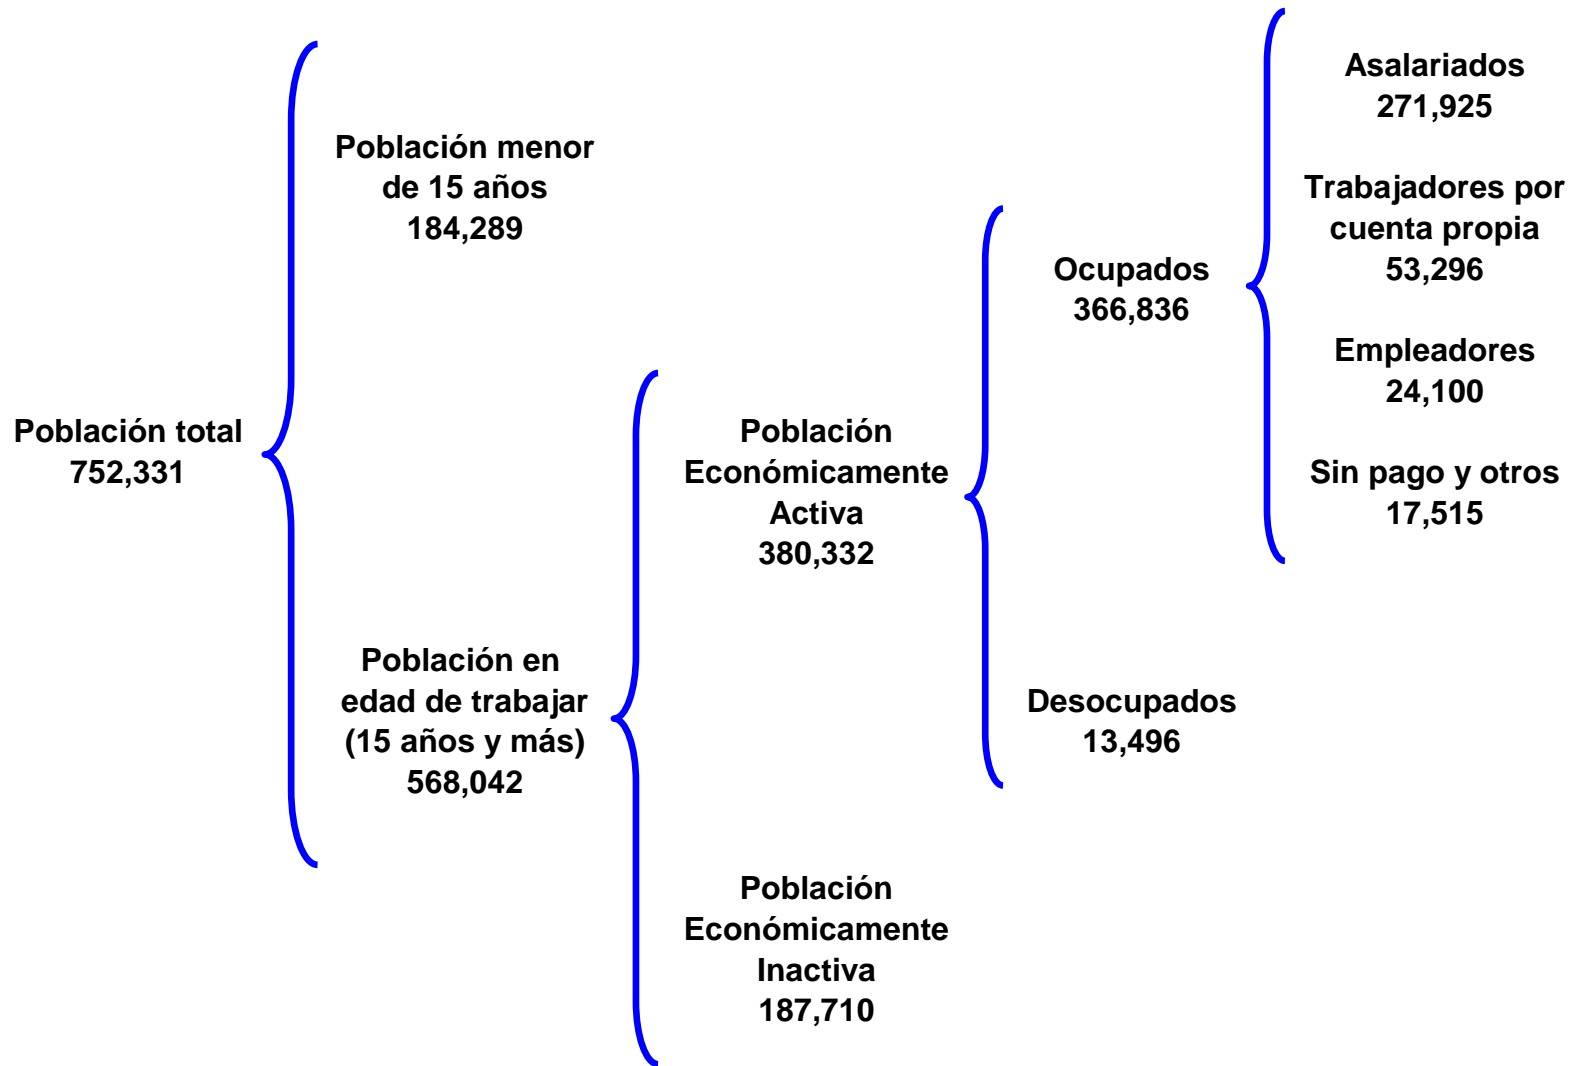 Población total
752,331
Población menor
de 15 años
184,289
Población en
edad de trabajar
(15 años y más)
568,042
Población
Económicamente
Activa
380,332
Población
Económicamente
Inactiva
187,710
Ocupados
366,836
Desocupados
13,496
Asalariados
271,925
Trabajadores por
cuenta propia
53,296
Empleadores
24,100
Sin pago y otros
17,515